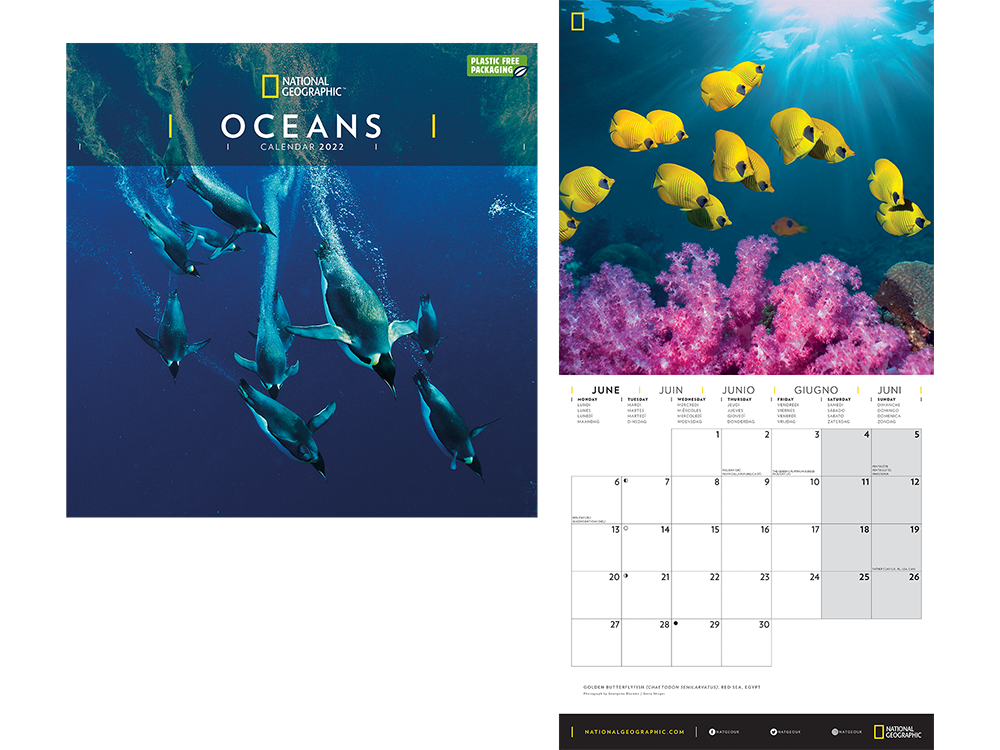 PLASTIC FREE
PACKAGING
NATIONAL
GEOGRAPHIC™
OCEANS
CALENDAR 2022
JUNE JUIN JUNIO GIUGNO JUNI
MONDAY TUESDAY WEDNESDAY THURSDAY FRIDAY SATURDAY SUNDAY
LUNDI MARDI MERCREDI JEUDI VENDREDI SAMEDI DIMANCHE
LUNES MARTES MIÉRCOLES JUEVES VIERNES SÁBADO DOMINGO
LUNEDÌ MARTEDÌ MERCOLEDÌ GIOVEDÌ VENERDÌ SABATO DOMENICA
MAANDAG DINSDAG WOENSDAG DONDERDAG VRIJDAG ZATERDAG ZONDAG
1 2 3 4 5
6 7 8 9 10 11 12
13 14 15 16 17 18 19
20 21 22 23 24 25 26
27 28 29 30
GOLDEN BUTTERFLYFISH (CHAETODON SEMILARVATUS). RED SEA, EGYPT
NATIONALGEOGRAPHIC.COM
NATGEOUK NATGEOUK NATGEOUK
NATIONAL
GEOGRAPHIC